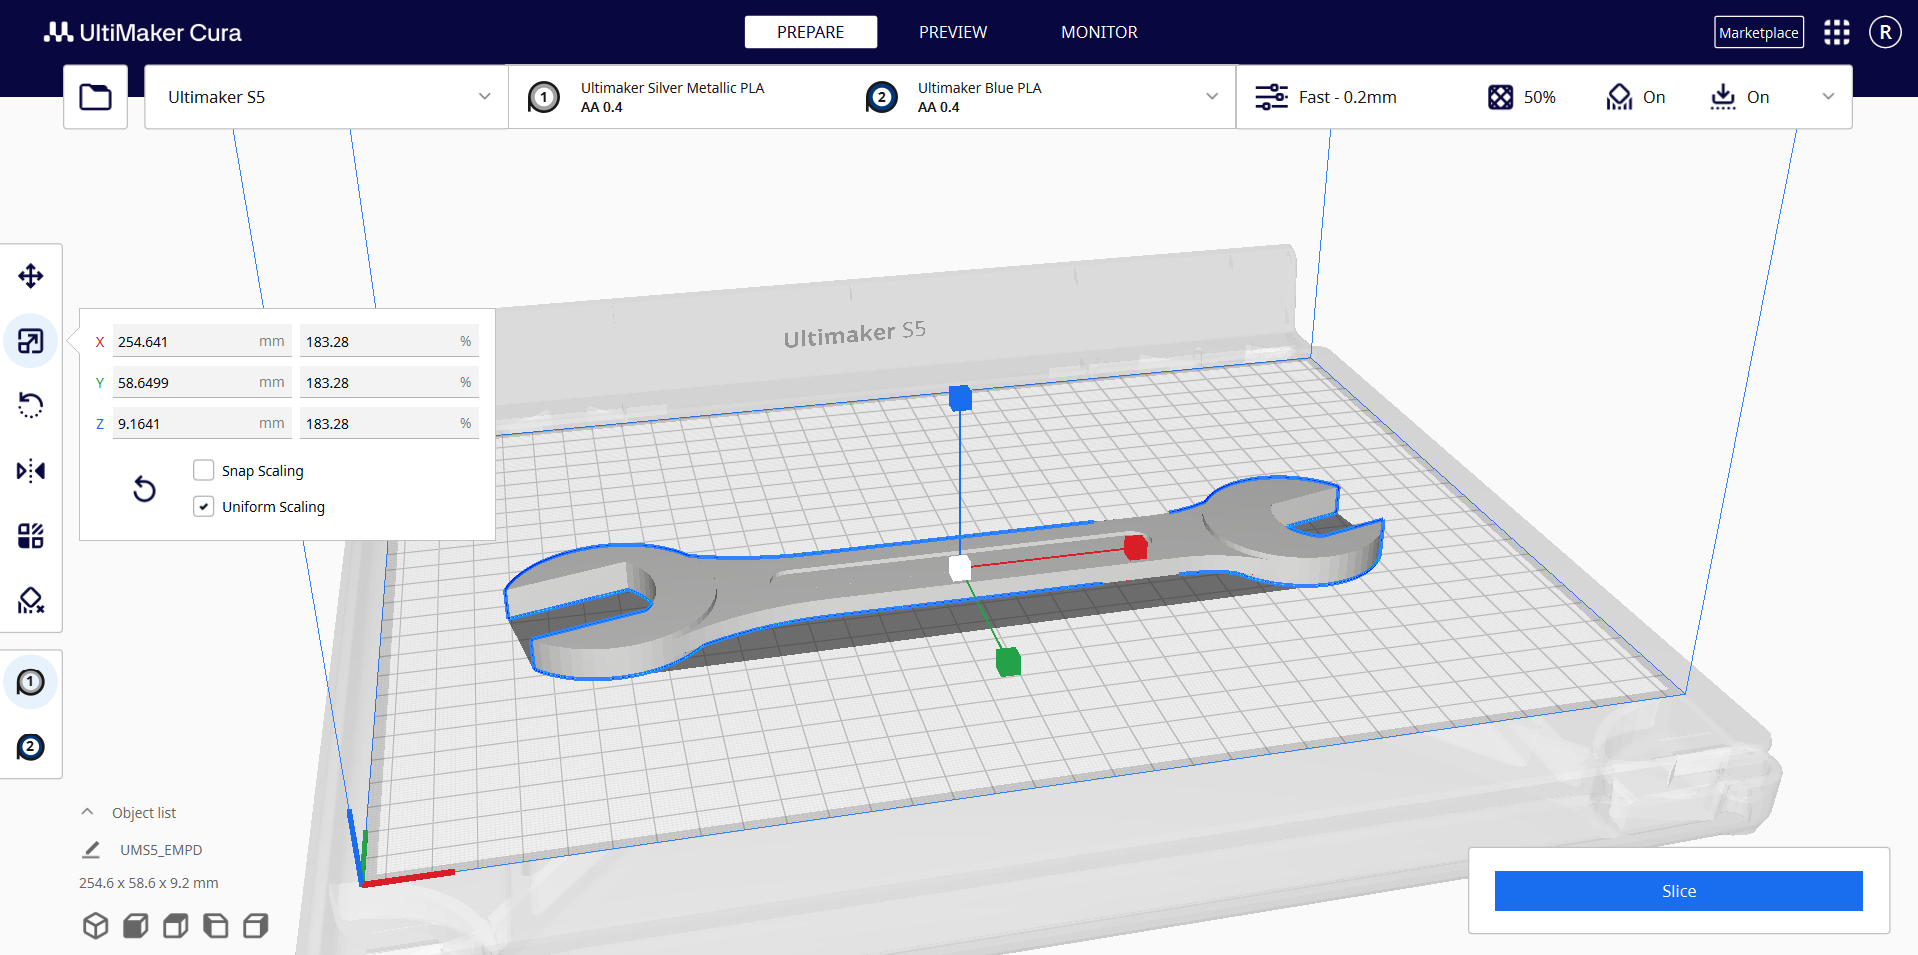 UltiMaker Cura
PREPARE
PREVIEW
MONITOR
Marketplace
R
Ultimaker S5
1
Ultimaker Silver Metallic PLA
AA 0.4
2
Ultimaker Blue PLA
AA 0.4
Fast - 0.2mm
50%
On
On
Ultimaker S5
X 254.641 mm 183.28 %
Y 58.6499 mm 183.28 %
Z 9.1641 mm 183.28 %
Snap Scaling
Uniform Scaling
1
2
Object list
UMS5_EMPD
254.6 x 58.6 x 9.2 mm
Slice